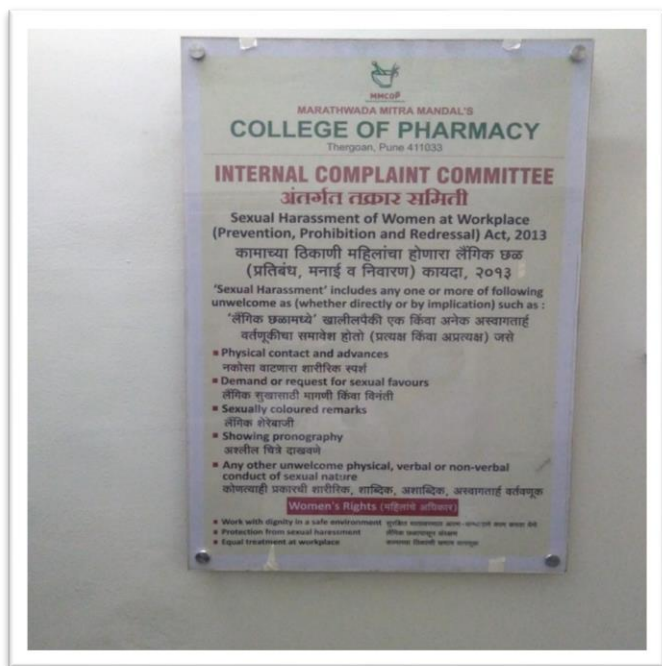 MMCOP
MARATHWADA MITRA MANDAL'S
COLLEGE OF PHARMACY
Thergoan, Pune 411033
INTERNAL COMPLAINT COMMITTEE
अंतर्गत तक्रार समिती
Sexual Harassment of Women at Workplace
(Prevention, Prohibition and Redressal) Act, 2013
कामाच्या ठिकाणी महिलांचा होणारा लैंगिक छळ
(प्रतिबंध, मनाई व निवारण) कायदा, २०१३
'Sexual Harassment' includes any one or more of following
unwelcome as (whether directly or by implication) such as :
'लैंगिक छळामध्ये' खालीलपैकी एक किंवा अनेक अस्वागतार्ह
वर्तणूकीचा समावेश होतो (प्रत्यक्ष किंवा अप्रत्यक्ष) जसे
Physical contact and advances
नकोसा वाटणारा शारीरिक स्पर्श
Demand or request for sexual favours
लैंगिक सुखासाठी मागणी किंवा विनंती
Sexually coloured remarks
लैंगिक शेरेबाजी
Showing pronography
अश्लील चित्रे दाखवणे
Any other unwelcome physical, verbal or non-verbal
conduct of sexual nature
कोणत्याही प्रकारची शारीरिक, शाब्दिक, अशाब्दिक, अस्वागतार्ह वर्तवणूक
Women's Rights (महिलाचे अधिकार)
Work with dignity in a safe environment
Protection from sexual harassment
Equal treatment at workplace